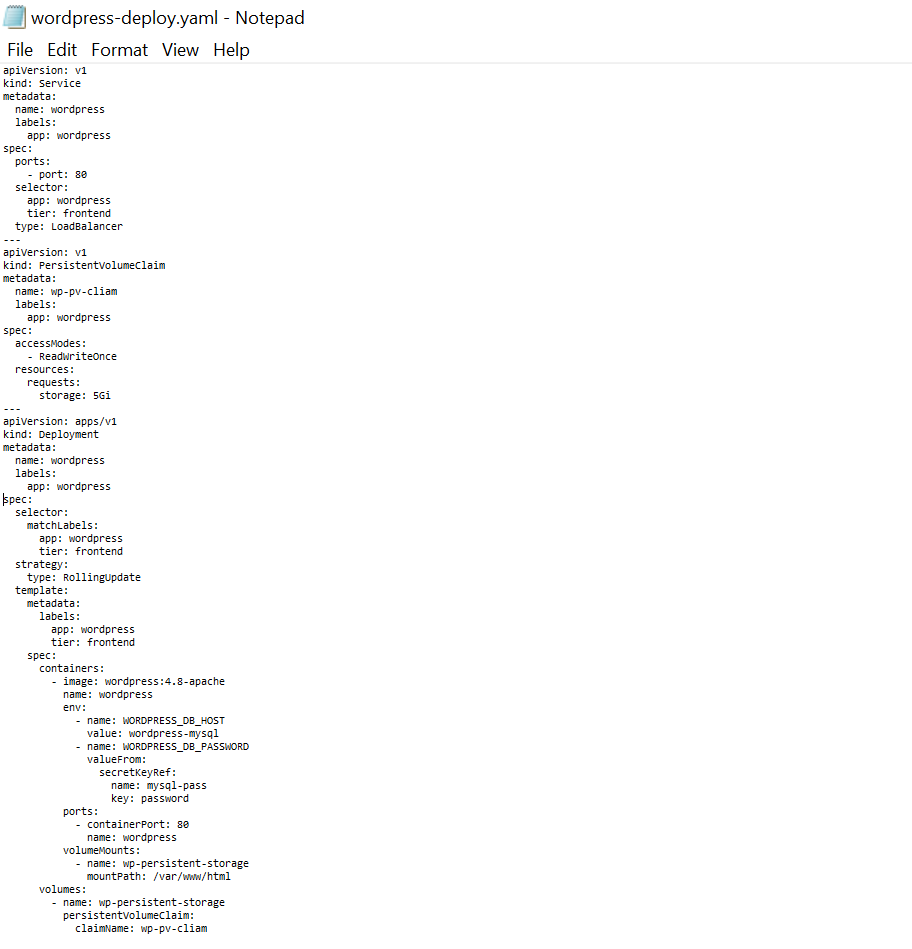 wordpress-deploy.yaml - Notepad
File Edit Format View Help
apiVersion: v1
kind: Service
metadata:
  name: wordpress
  labels:
    app: wordpress
spec:
  ports:
    - port: 80
  selector:
    app: wordpress
    tier: frontend
  type: LoadBalancer
---
apiVersion: v1
kind: PersistentVolumeClaim
metadata:
  name: wp-pv-cliam
  labels:
    app: wordpress
spec:
  accessModes:
    - ReadWriteOnce
  resources:
    requests:
      storage: 5Gi
---
apiVersion: apps/v1
kind: Deployment
metadata:
  name: wordpress
  labels:
    app: wordpress
spec:
  selector:
    matchLabels:
      app: wordpress
      tier: frontend
  strategy:
    type: RollingUpdate
  template:
    metadata:
      labels:
        app: wordpress
        tier: frontend
    spec:
      containers:
        - image: wordpress:4.8-apache
          name: wordpress
          env:
            - name: WORDPRESS_DB_HOST
              value: wordpress-mysql
            - name: WORDPRESS_DB_PASSWORD
              valueFrom:
                secretKeyRef:
                  name: mysql-pass
                  key: password
          ports:
            - containerPort: 80
              name: wordpress
          volumeMounts:
            - name: wp-persistent-storage
              mountPath: /var/www/html
      volumes:
        - name: wp-persistent-storage
          persistentVolumeClaim:
            claimName: wp-pv-cliam